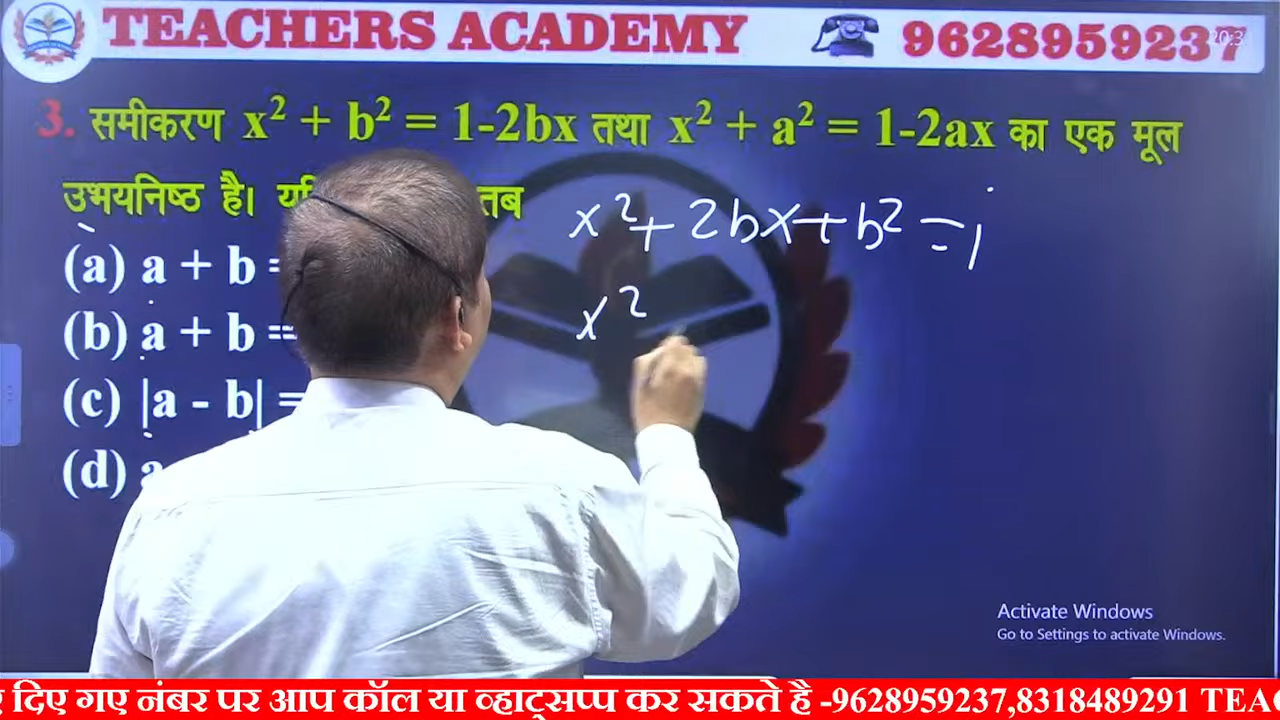 TEACHERS ACADEMY
9628959237
3. समीकरण x² + b² = 1-2bx तथा x² + a² = 1-2ax का एक मूल
उभयनिष्ठ है। तब
x² + 2bx + b² = 1
(a) a + b =
x²
(b) a + b =
(c) |a - b| =
(d) a
Activate Windows
Go to Settings to activate Windows.
दिए गए नंबर पर आप कॉल या व्हाट्सप्प कर सकते है -9628959237,8318489291 TEA